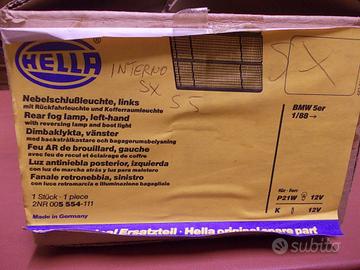 HELLA
INTERNO
SX
SX
Nebelschlußleuchte, links
mit Rückfahrleuchte und Kofferraumleuchte
Rear fog lamp, left-hand
with reversing lamp and boot light
Dimbaklykta, vänster
med backstrålkastare och bagagerumsbelysning
Feu AR de brouillard, gauche
avec feu de recul et éclairage de coffre
Luz antiniebla posterior, izquierda
con luz de marcha atrás y luz para maletero
Fanale retronebbia, sinistro
con luce retromarcia e illuminazione bagagliaio
1 Stück · 1 piece
2NR 005 554-111
Made in Germany
BMW 5er
1/88→
für · For:
P21W 12V
K 12V
Ersatzteil · Hella original spare part
subito